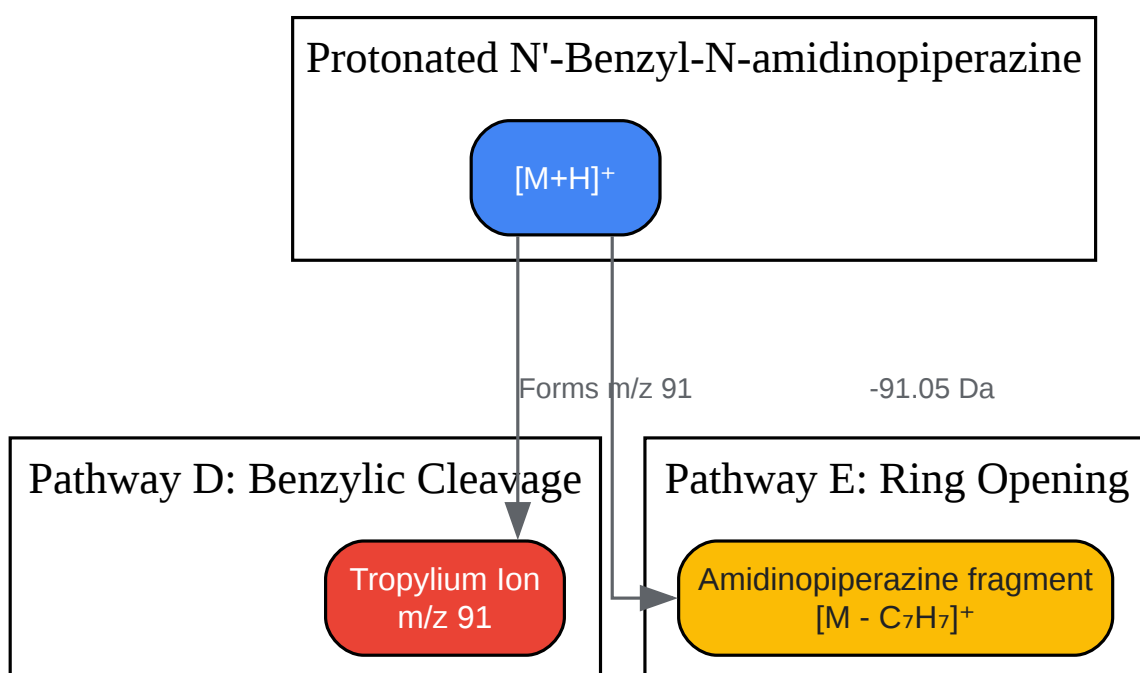 Protonated N'-Benzyl-N-amidinopiperazine
[M+H]⁺
Forms m/z 91
-91.05 Da
Pathway D: Benzylic Cleavage
Tropylium Ion
m/z 91
Pathway E: Ring Opening
Amidinopiperazine fragment
[M - C₇H₇]⁺